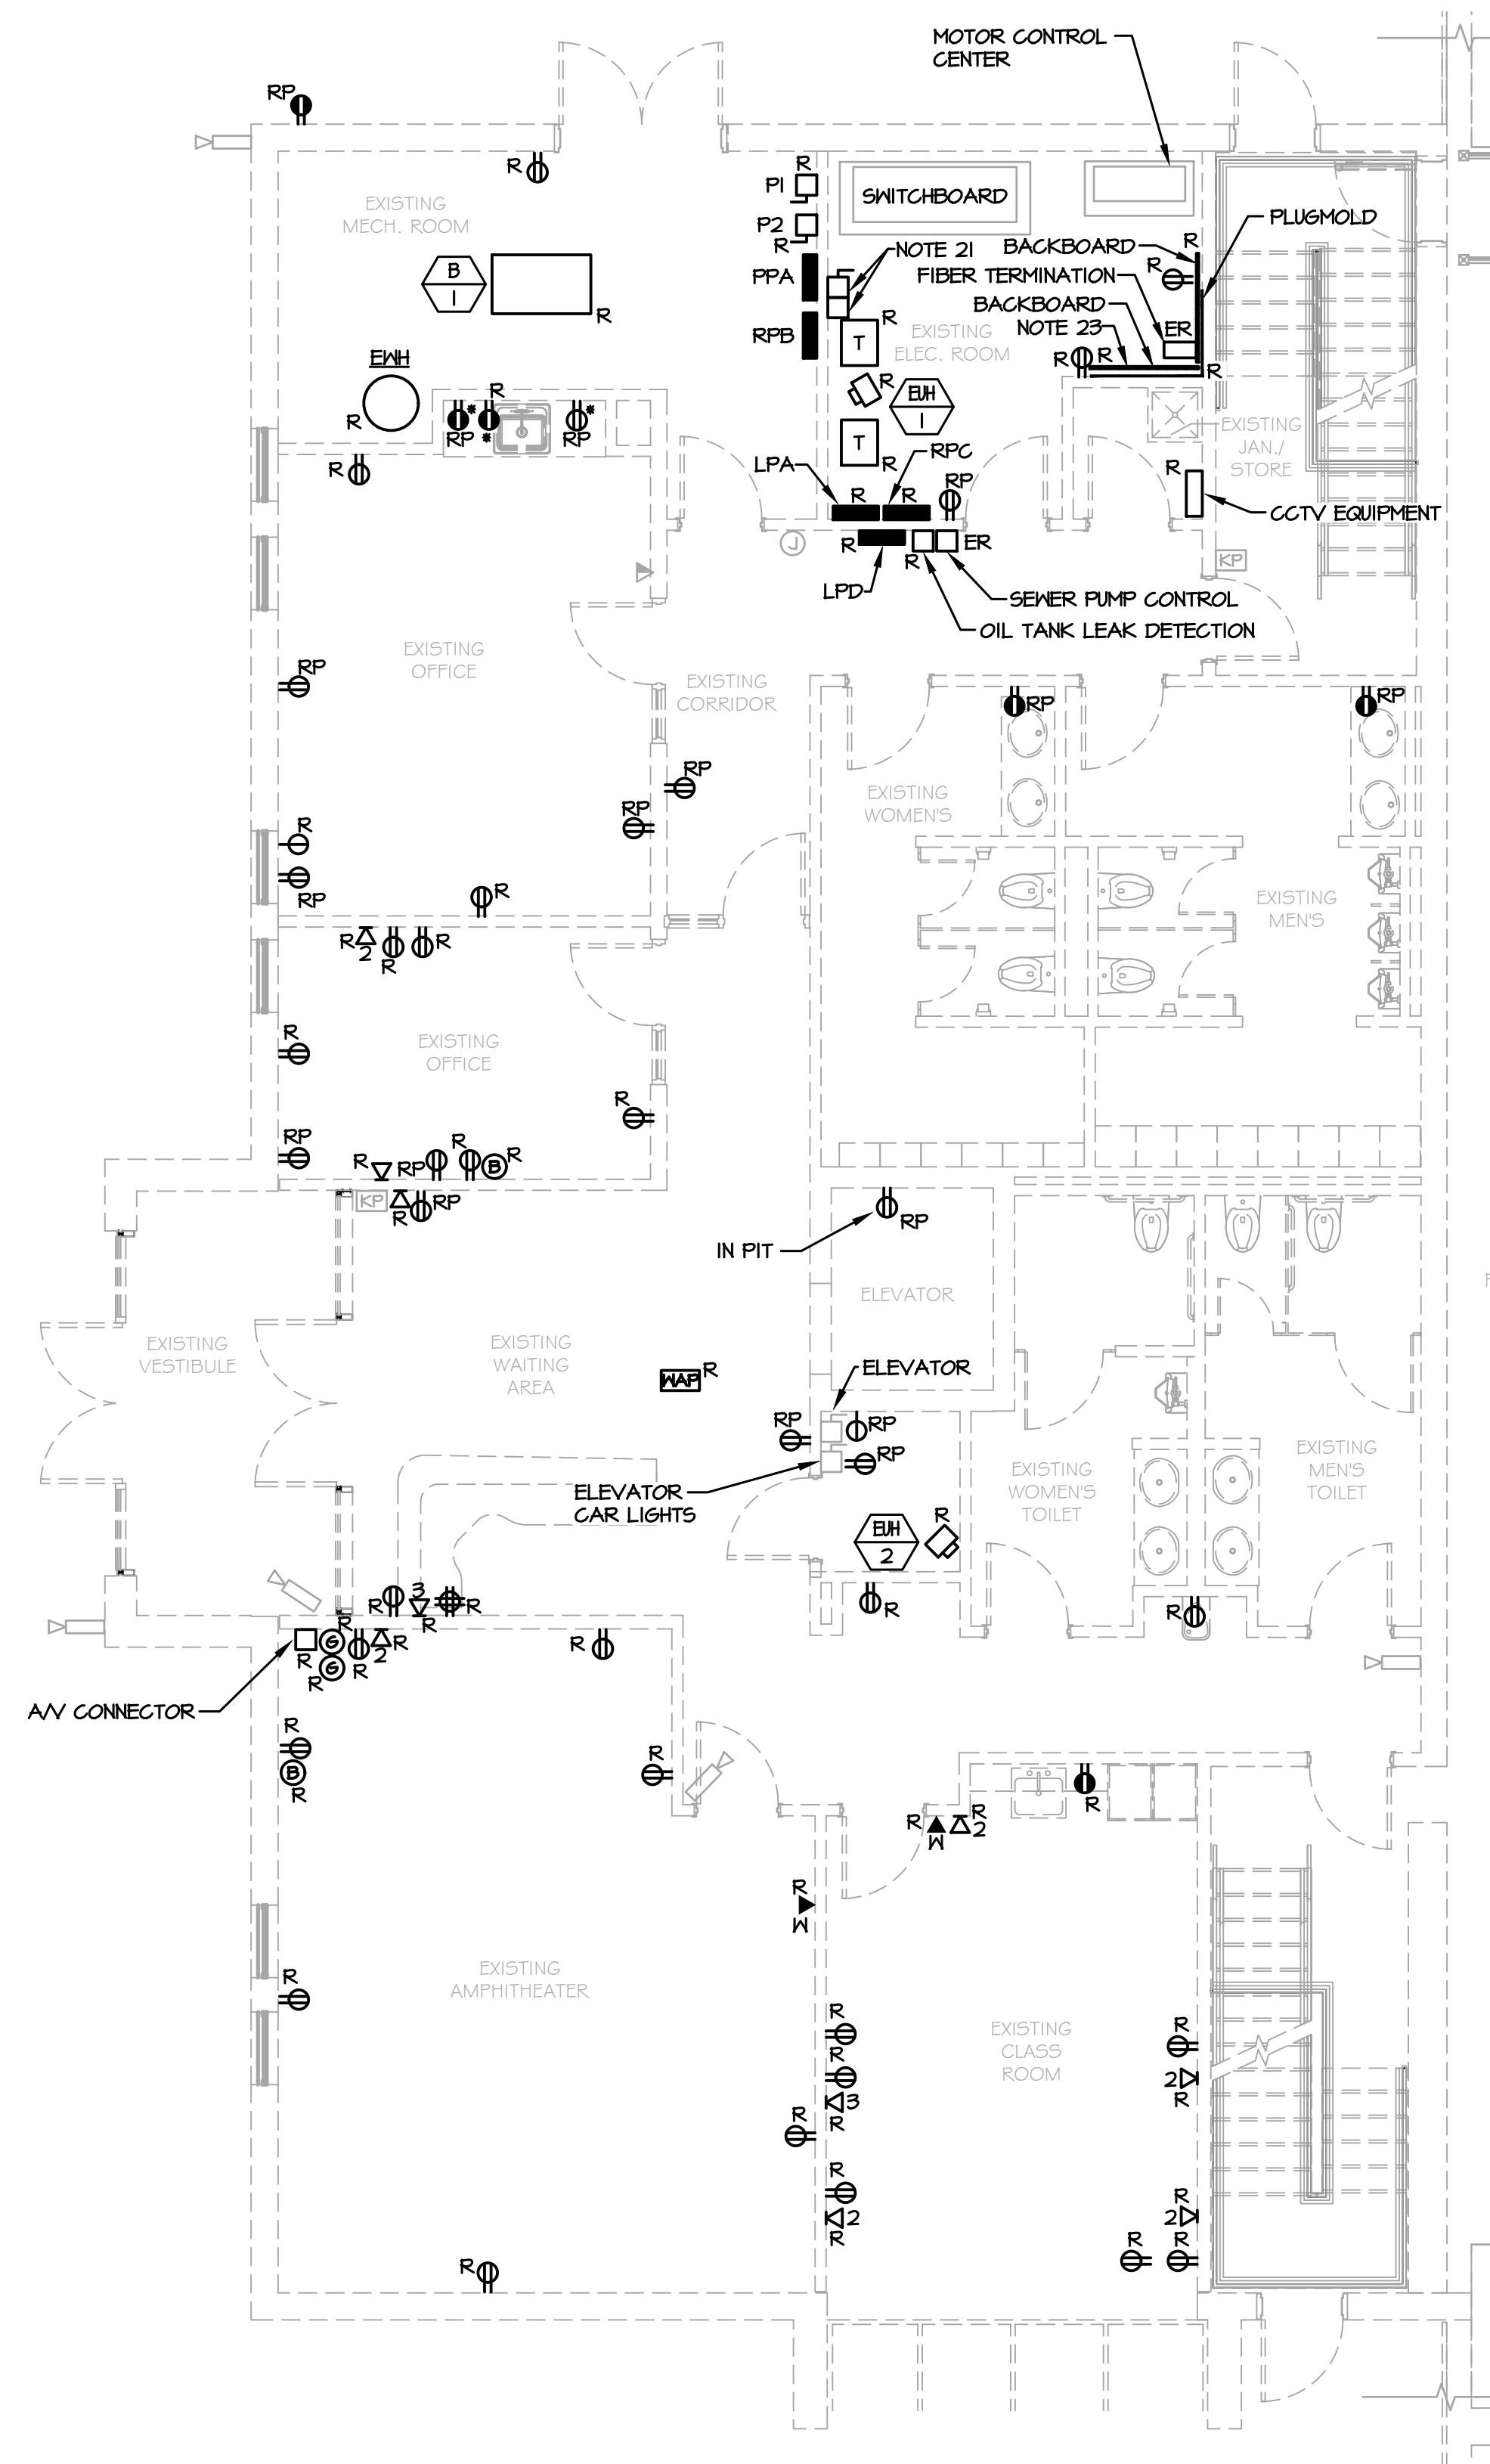 MOTOR CONTROL
CENTER
RP
R
EXISTING
MECH. ROOM
B
1
R
EWH
R
R
RP
*
*
RP
*
R
R
P1
P2
R
PPA
RPB
SWITCHBOARD
NOTE 21
BACKBOARD
FIBER TERMINATION
BACKBOARD
NOTE 23
PLUGMOLD
R
R
ER
R
R
R
EXISTING
ELEC. ROOM
T
R
R
EUH
1
T
R
RPC
LPA
R
R
RP
R
LPD
R
ER
SEWER PUMP CONTROL
OIL TANK LEAK DETECTION
J
EXISTING
JAN./
STORE
R
CCTV EQUIPMENT
KP
EXISTING
OFFICE
RP
EXISTING
CORRIDOR
RP
RP
R
RP
R
RP
RP
EXISTING
WOMEN'S
EXISTING
MEN'S
R
2
R
R
R
EXISTING
OFFICE
R
RP
R
RP
R
B
R
KP
R
RP
IN PIT
RP
ELEVATOR
EXISTING
VESTIBULE
EXISTING
WAITING
AREA
WAP
R
ELEVATOR
RP
RP
RP
ELEVATOR
CAR LIGHTS
EXISTING
WOMEN'S
TOILET
EXISTING
MEN'S
TOILET
EUH
2
R
R
R
R
3
R
R
R
G
R
G
R
2
R
R
R
A/V CONNECTOR
R
B
R
R
R
R
W
R
2
R
W
EXISTING
AMPHITHEATER
R
R
R
3
R
R
R
2
R
EXISTING
CLASS
ROOM
R
2
R
R
2
R
R
R